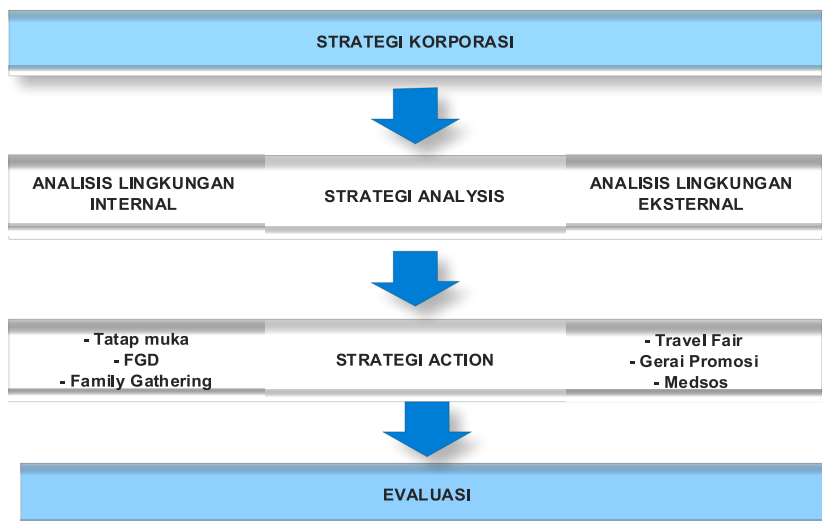 STRATEGI KORPORASI
ANALISIS LINGKUNGAN
INTERNAL
STRATEGI ANALYSIS
ANALISIS LINGKUNGAN
EKSTERNAL
- Tatap muka
- FGD
- Family Gathering
STRATEGI ACTION
- Travel Fair
- Gerai Promosi
- Medsos
EVALUASI